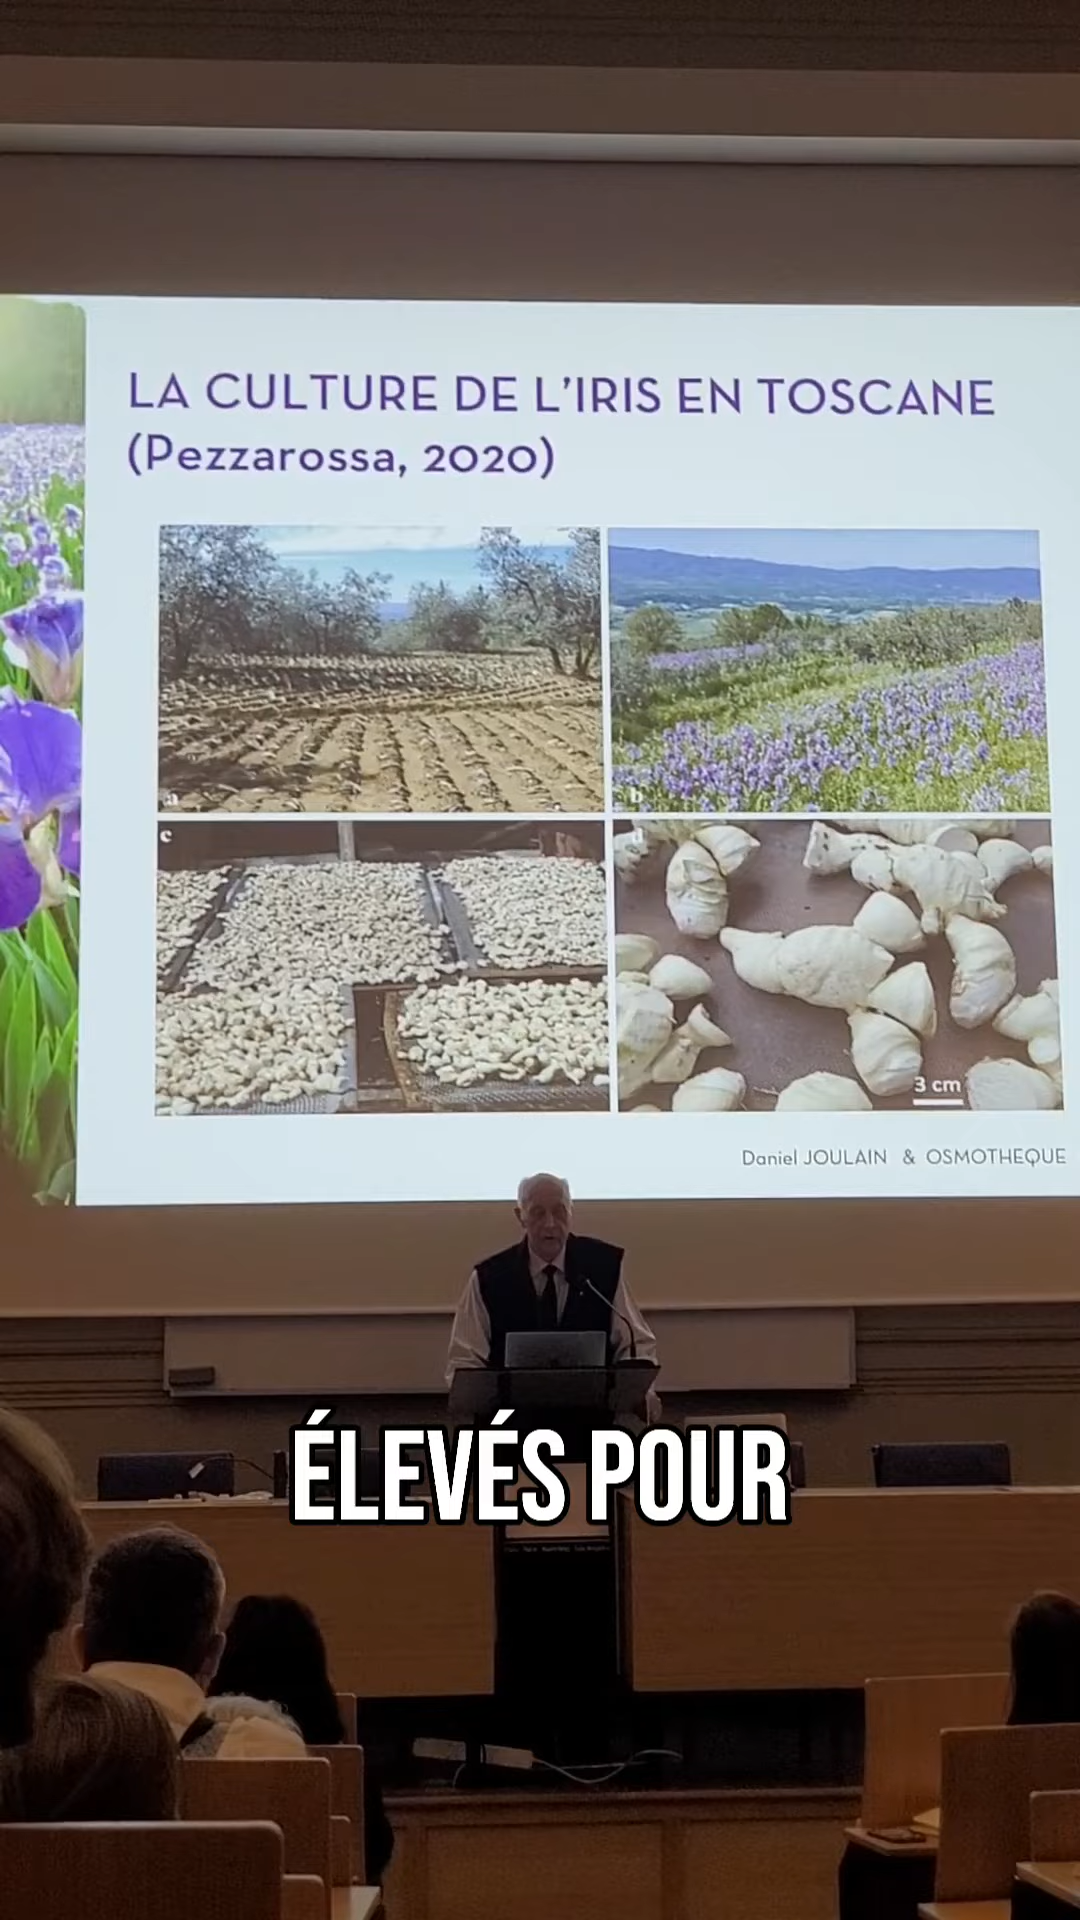 LA CULTURE DE L'IRIS EN TOSCANE
(Pezzarossa, 2020)
a
b
c
3 cm
Daniel JOULAIN & OSMOTHEQUE
ÉLEVÉS POUR